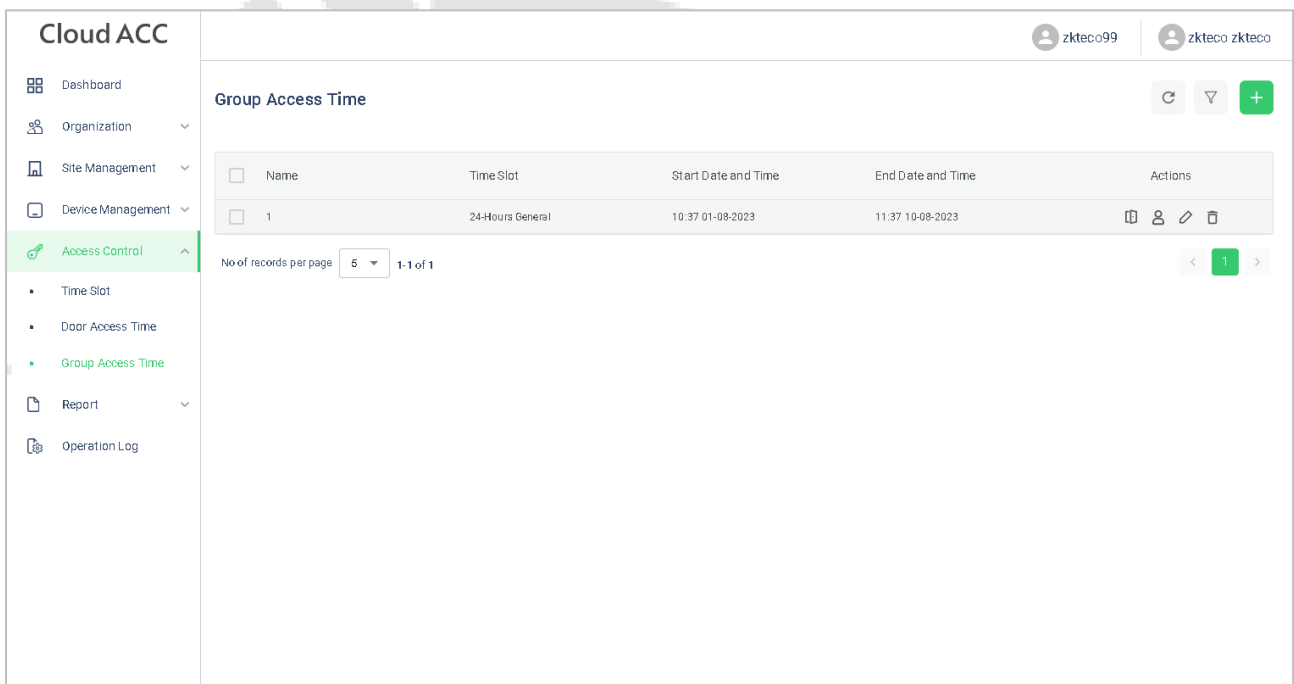 Cloud ACC
zkteco99
zkteco zkteco
Dashboard
Organization
Site Management
Device Management
Access Control
Time Slot
Door Access Time
Group Access Time
Report
Operation Log
Group Access Time
+
Name Time Slot Start Date and Time End Date and Time Actions
1 24-Hours General 10:37 01-08-2023 11:37 10-08-2023
No of records per page 5 1-1 of 1 < 1 >